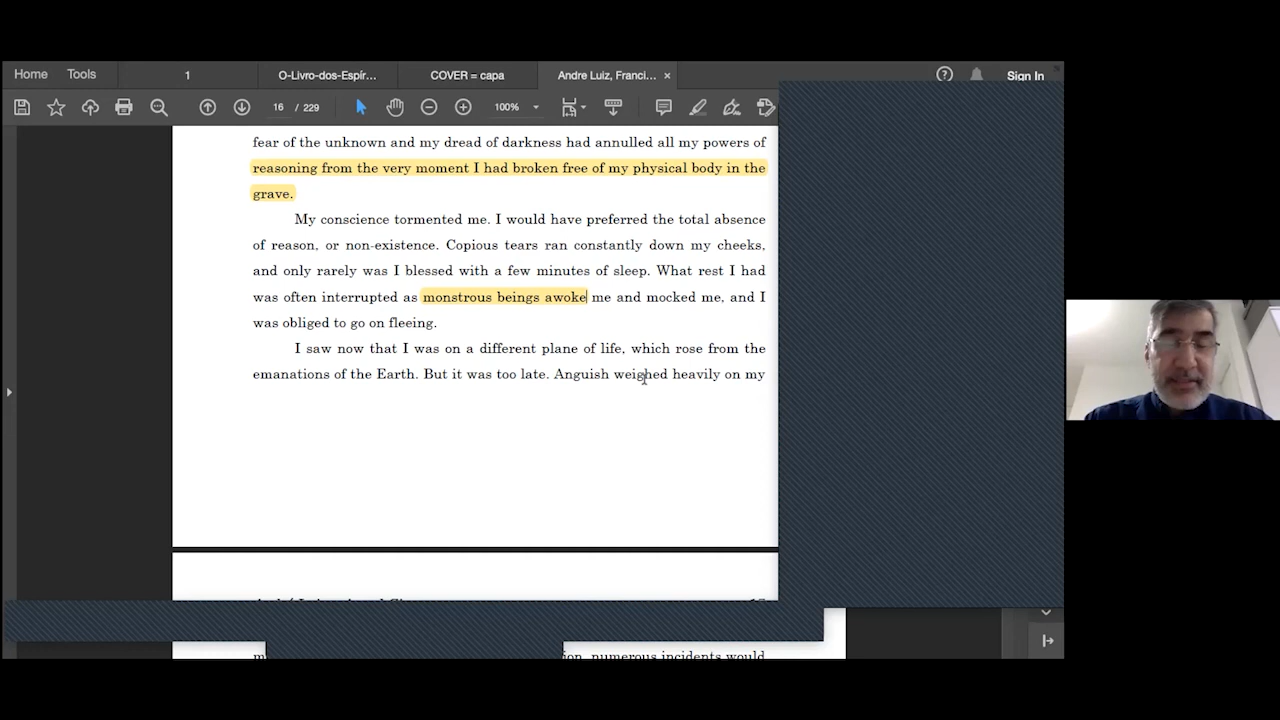 Home Tools 1 O-Livro-dos-Espír... COVER = capa Andre Luiz, Franci... × Sign In
16 / 229 100%
fear of the unknown and my dread of darkness had annulled all my powers of
reasoning from the very moment I had broken free of my physical body in the
grave.
My conscience tormented me. I would have preferred the total absence
of reason, or non-existence. Copious tears ran constantly down my cheeks,
and only rarely was I blessed with a few minutes of sleep. What rest I had
was often interrupted as monstrous beings awoke me and mocked me, and I
was obliged to go on fleeing.
I saw now that I was on a different plane of life, which rose from the
emanations of the Earth. But it was too late. Anguish weighed heavily on my
numerous incidents would